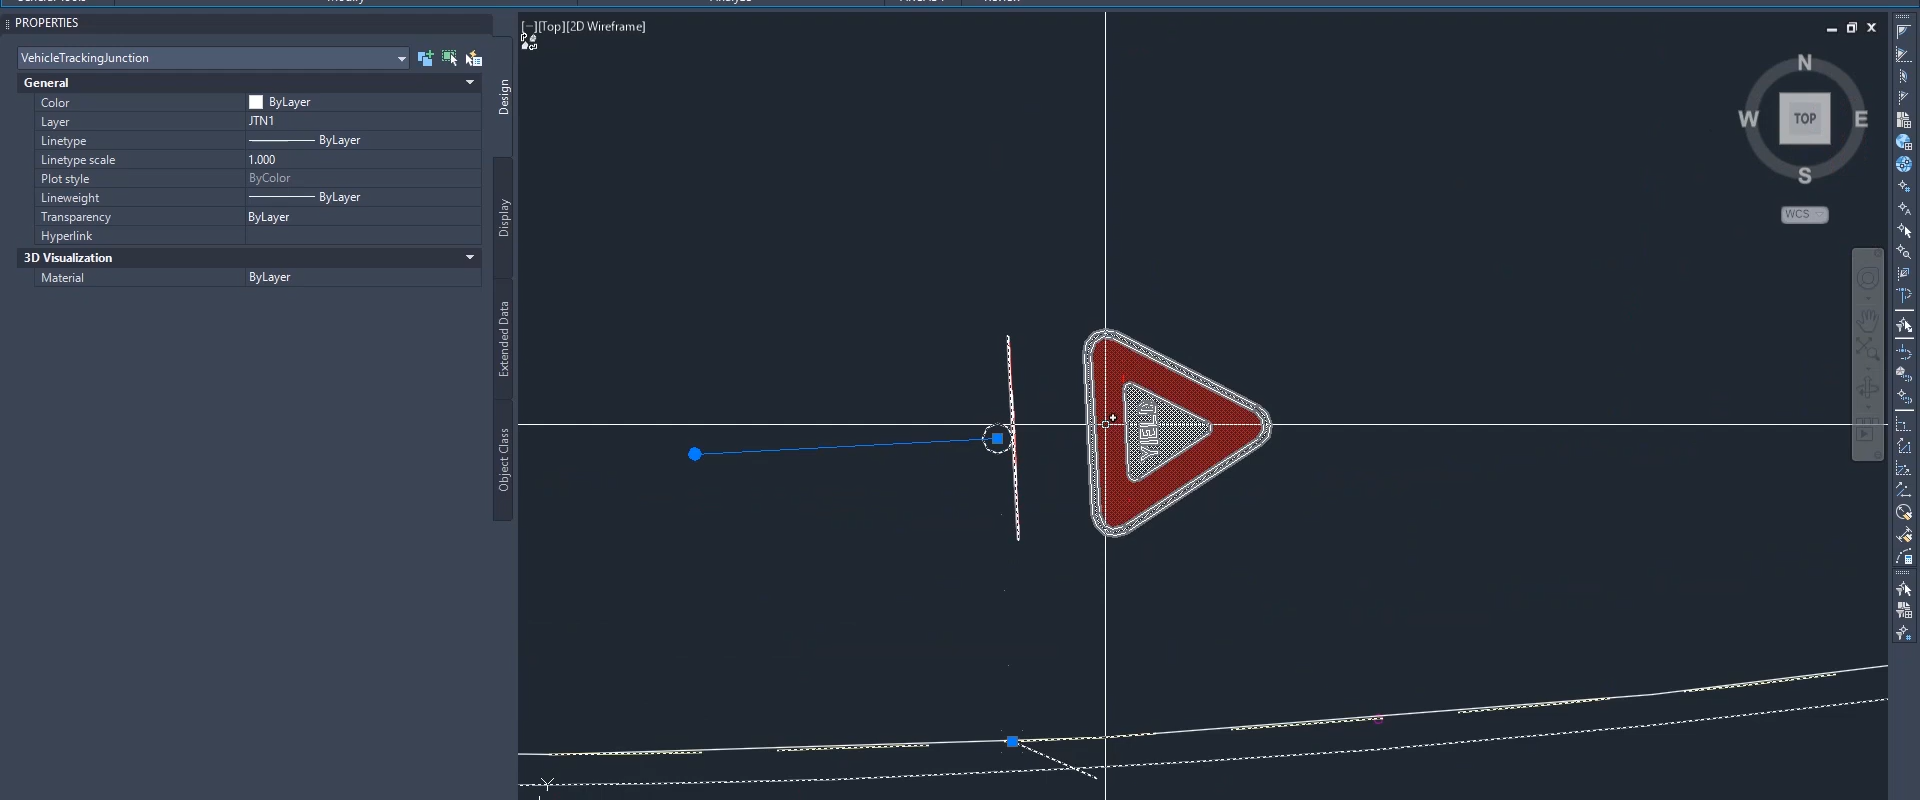 PROPERTIES
VehicleTrackingJunction
General
Color ByLayer
Layer JTN1
Linetype ByLayer
Linetype scale 1.000
Plot style ByColor
Lineweight ByLayer
Transparency ByLayer
Hyperlink
3D Visualization
Material ByLayer
Design
Display
Extended Data
Object Class
[−][Top][2D Wireframe]
N
W TOP E
S
WCS
YIELD
Y